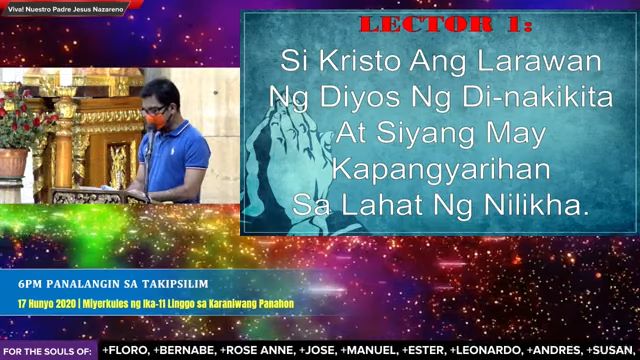 Viva! Nuestro Padre Jesus Nazareno
LECTOR 1:
Si Kristo Ang Larawan
Ng Diyos Ng Di-nakikita
At Siyang May
Kapangyarihan
Sa Lahat Ng Nilikha.
6PM PANALANGIN SA TAKIPSILIM
17 Hunyo 2020 | Miyerkules ng Ika-11 Linggo sa Karaniwang Panahon
FOR THE SOULS OF: +FLORO, +BERNABE, +ROSE ANNE, +JOSE, +MANUEL, +ESTER, +LEONARDO, +ANDRES, +SUSAN,